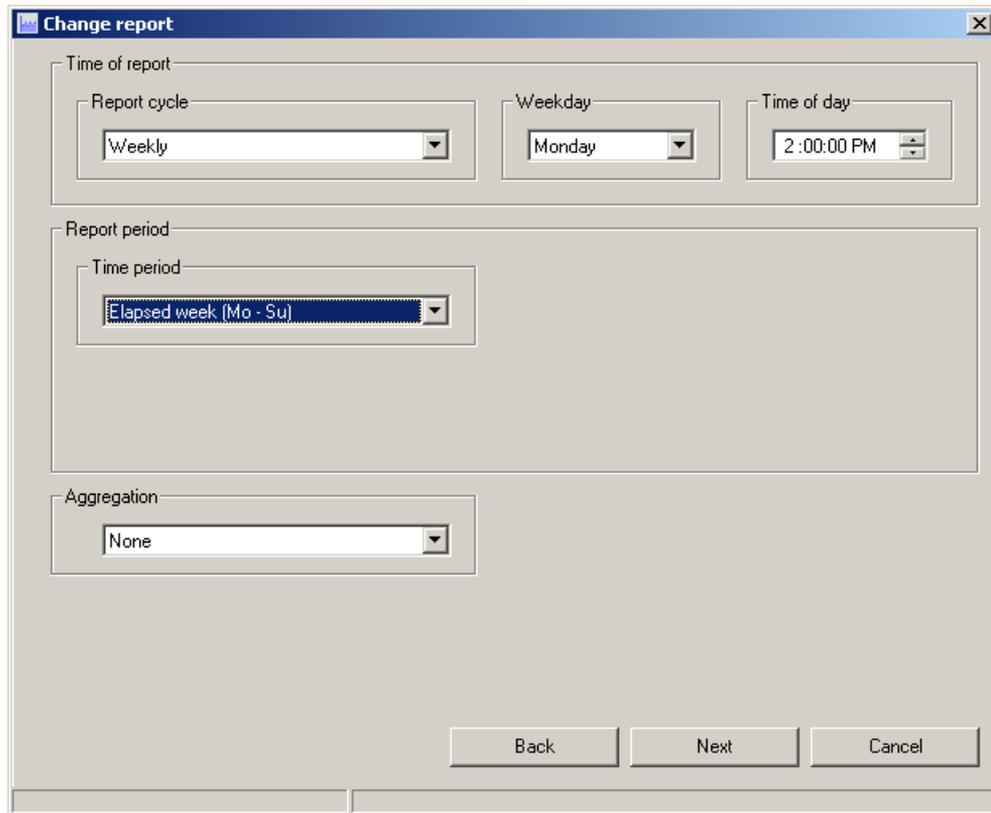 Change report
Time of report
Report cycle
Weekday
Time of day
Weekly
Monday
2 :00:00 PM
Report period
Time period
Elapsed week (Mo - Su)
Aggregation
None
Back
Next
Cancel